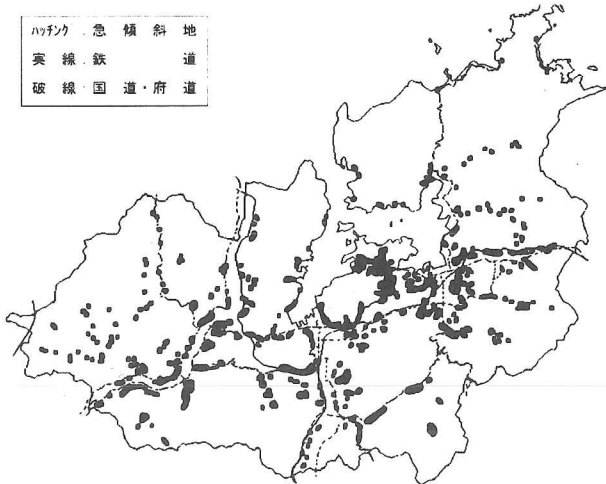 ハッチング 急傾斜地
実線 鉄道
破線 国道・府道